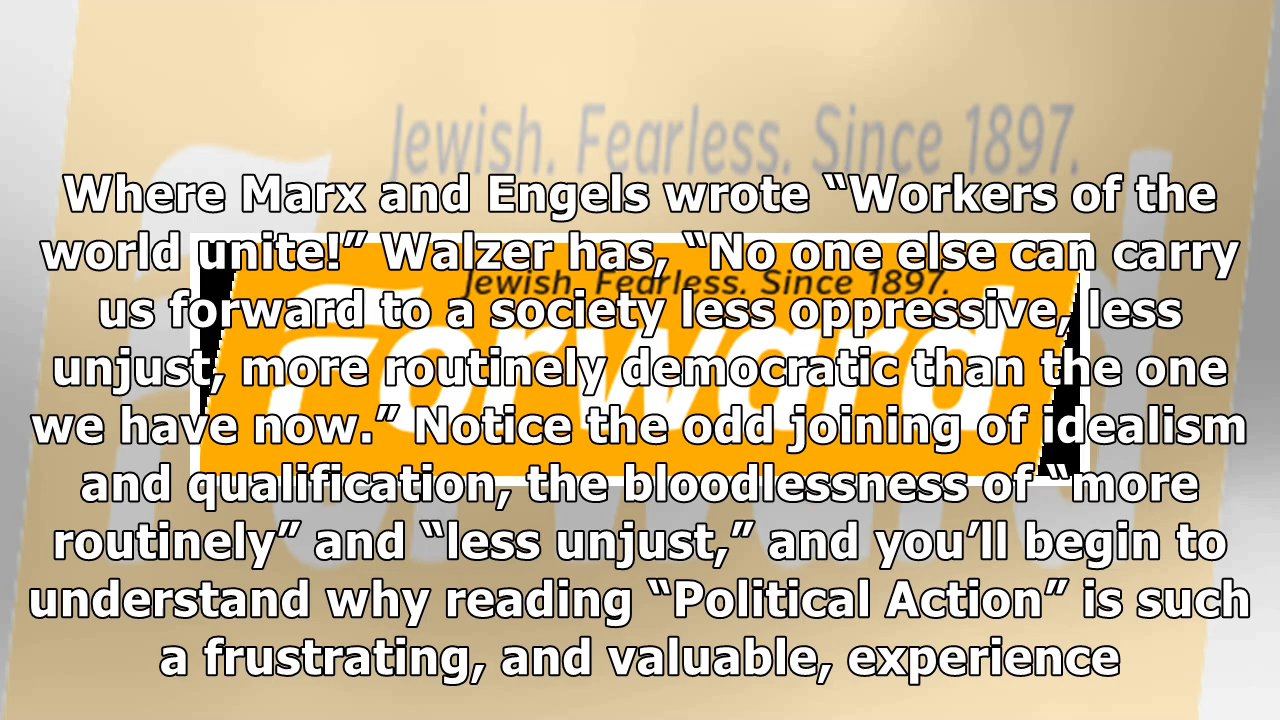 Jewish. Fearless. Since 1897.
Where Marx and Engels wrote “Workers of the
world unite!” Walzer has, “No one else can carry
Jewish. Fearless. Since 1897.
us forward to a society less oppressive, less
Forward
unjust, more routinely democratic than the one
we have now.” Notice the odd joining of idealism
and qualification, the bloodlessness of “more
routinely” and “less unjust,” and you’ll begin to
understand why reading “Political Action” is such
a frustrating, and valuable, experience